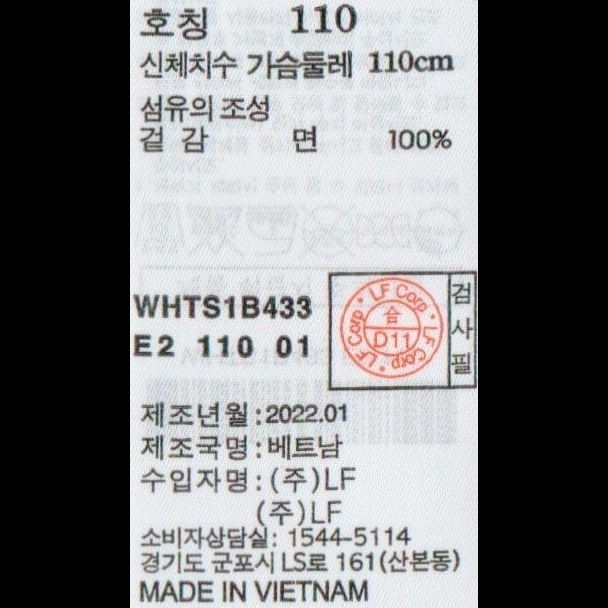 호칭 110
신체치수 가슴둘레 110cm
섬유의 조성
겉감 면 100%
WHTS1B433
E2 110 01
LF Corp · LF Corp · LF Corp ·
合
D11
검사필
제조년월:2022.01
제조국명:베트남
수입자명:(주)LF
(주)LF
소비자상담실: 1544-5114
경기도 군포시 LS로 161(산본동)
MADE IN VIETNAM